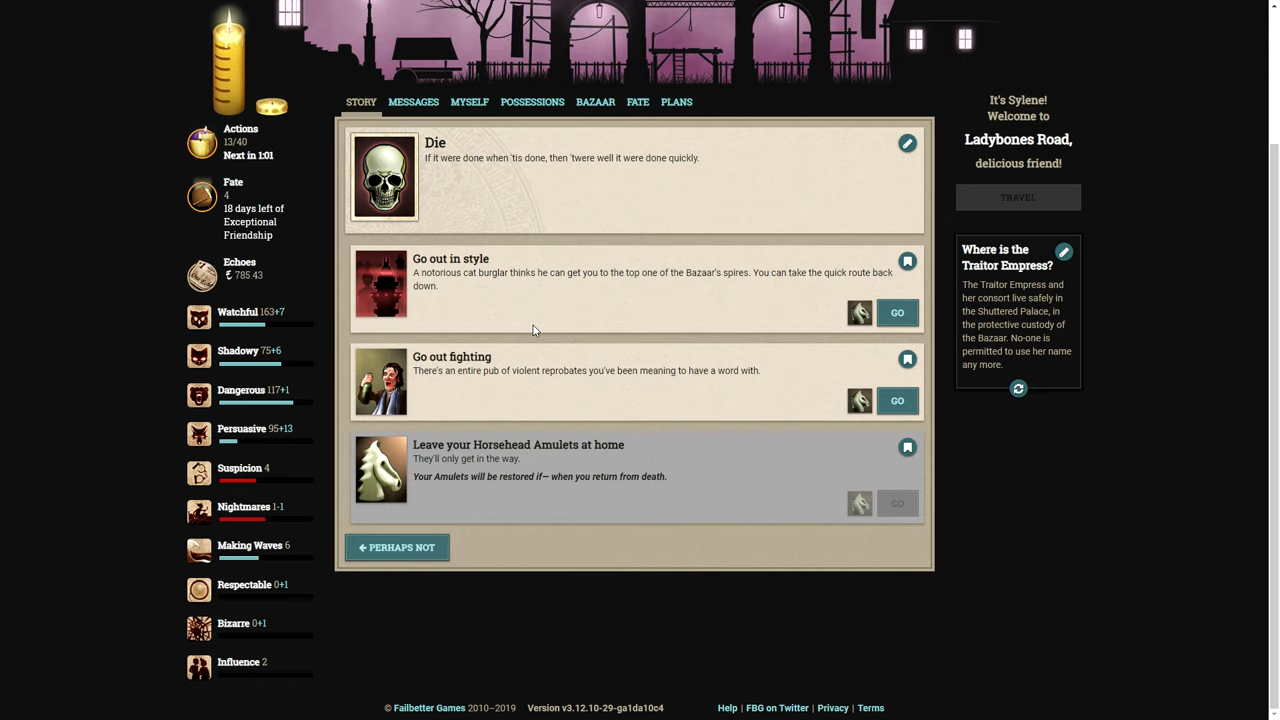 STORY MESSAGES MYSELF POSSESSIONS BAZAAR FATE PLANS
Actions
13/40
Next in 1:01
Fate
4
18 days left of
Exceptional
Friendship
Echoes
785.43
Watchful 163+7
Shadowy 75+6
Dangerous 117+1
Persuasive 95+13
Suspicion 4
Nightmares 1-1
Making Waves 6
Respectable 0+1
Bizarre 0+1
Influence 2
Die
If it were done when 'tis done, then 'twere well it were done quickly.
Go out in style
A notorious cat burglar thinks he can get you to the top one of the Bazaar's spires. You can take the quick route back
down.
GO
Go out fighting
There's an entire pub of violent reprobates you've been meaning to have a word with.
GO
Leave your Horsehead Amulets at home
They'll only get in the way.
Your Amulets will be restored if— when you return from death.
GO
PERHAPS NOT
It's Sylene!
Welcome to
Ladybones Road,
delicious friend!
TRAVEL
Where is the
Traitor Empress?
The Traitor Empress and
her consort live safely in
the Shuttered Palace, in
the protective custody of
the Bazaar. No-one is
permitted to use her name
any more.
© Failbetter Games 2010–2019 Version v3.12.10-29-ga1da10c4 Help | FBG on Twitter | Privacy | Terms